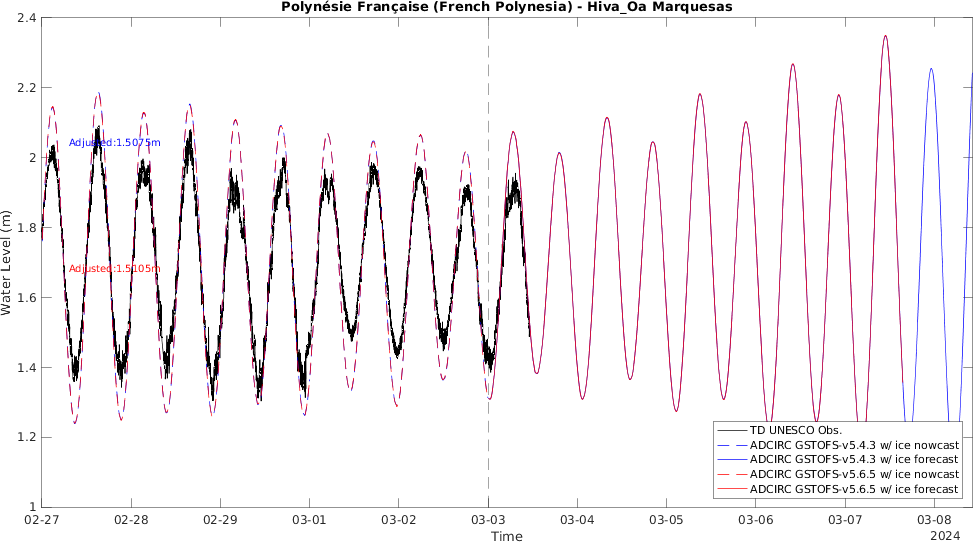 Polynésie Française (French Polynesia) - Hiva_Oa Marquesas
2.4
2.2
2
1.8
1.6
1.4
1.2
1
Water Level (m)
Adjusted:1.5075m
Adjusted:1.5105m
TD UNESCO Obs.
ADCIRC GSTOFS-v5.4.3 w/ ice nowcast
ADCIRC GSTOFS-v5.4.3 w/ ice forecast
ADCIRC GSTOFS-v5.6.5 w/ ice nowcast
ADCIRC GSTOFS-v5.6.5 w/ ice forecast
02-27 02-28 02-29 03-01 03-02 03-03 03-04 03-05 03-06 03-07 03-08
Time
2024